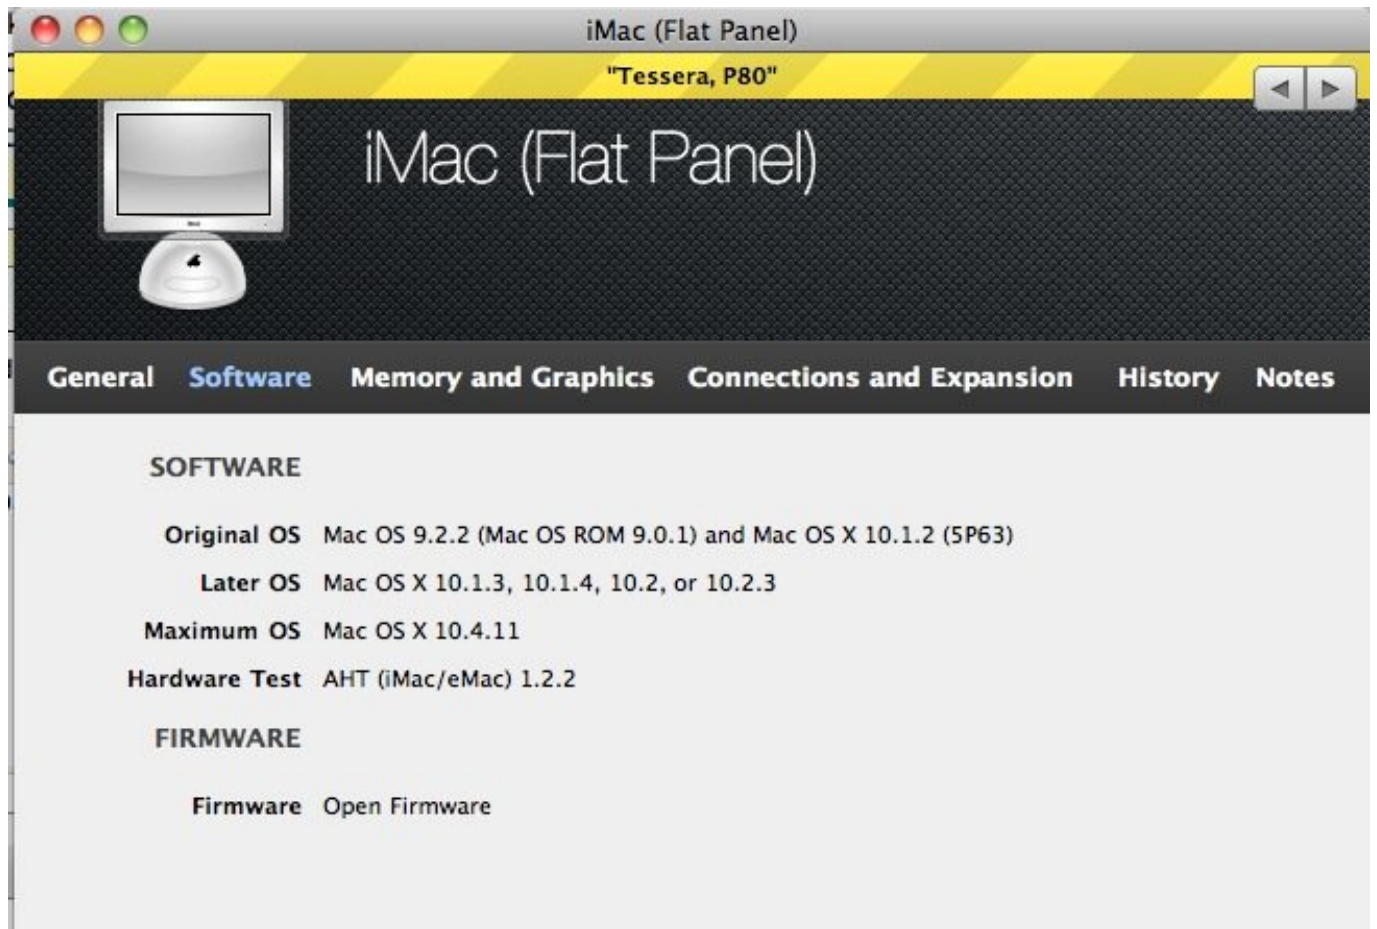 iMac (Flat Panel)
"Tessera, P80"
iMac (Flat Panel)
General Software Memory and Graphics Connections and Expansion History Notes
SOFTWARE
Original OS Mac OS 9.2.2 (Mac OS ROM 9.0.1) and Mac OS X 10.1.2 (5P63)
Later OS Mac OS X 10.1.3, 10.1.4, 10.2, or 10.2.3
Maximum OS Mac OS X 10.4.11
Hardware Test AHT (iMac/eMac) 1.2.2
FIRMWARE
Firmware Open Firmware